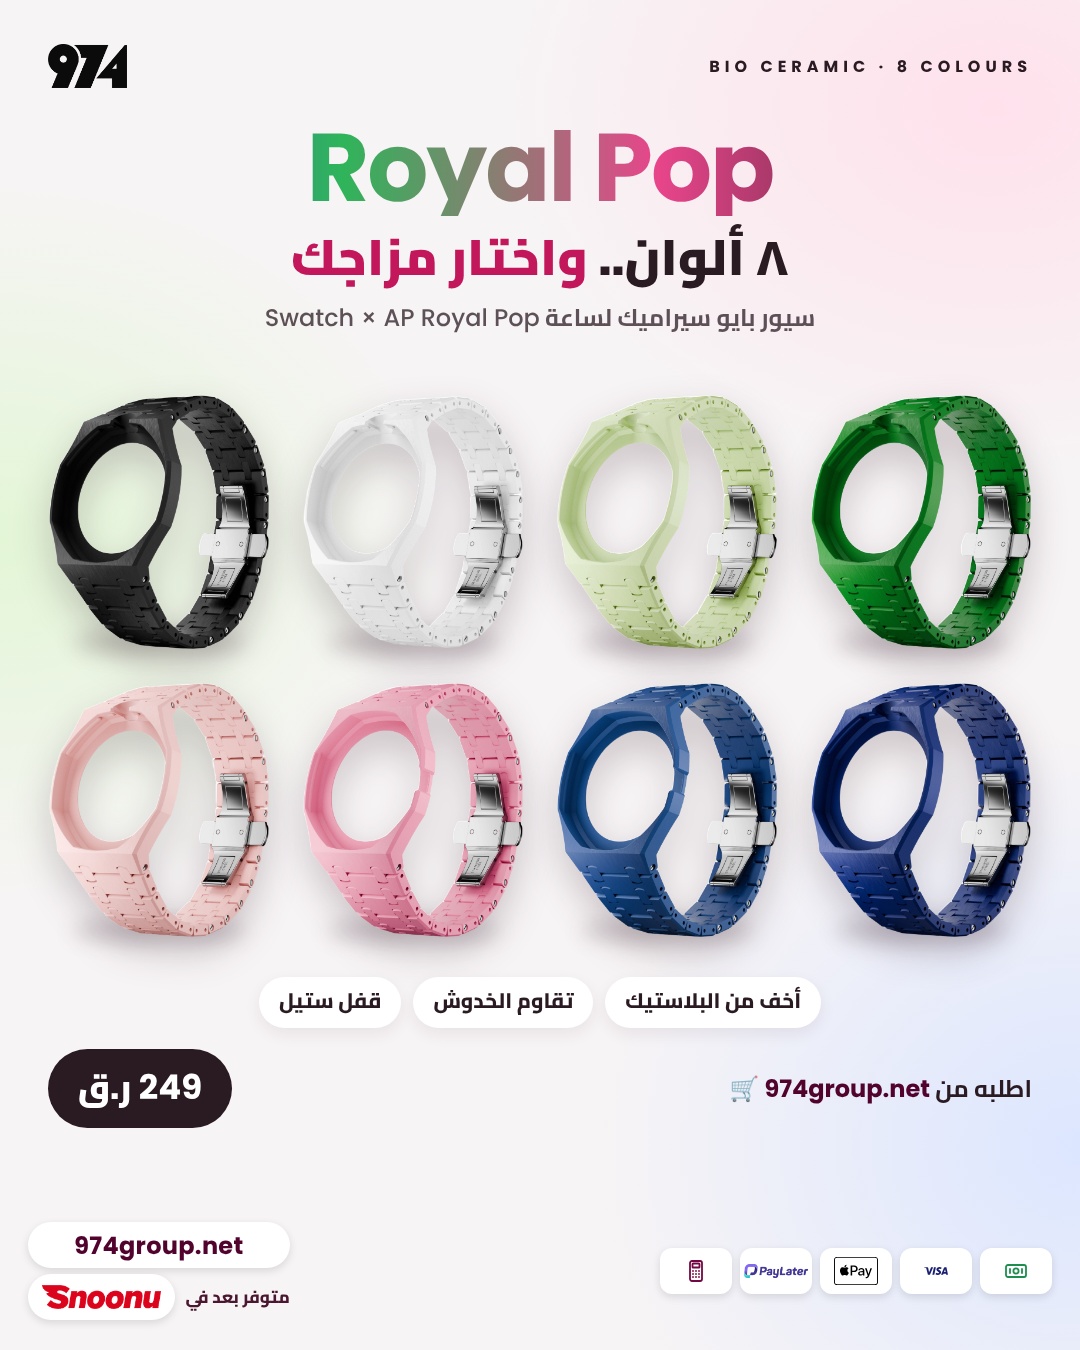 974
BIO CERAMIC · 8 COLOURS
Royal Pop
٨ ألوان.. واختار مزاجك
سيور بايو سيراميك لساعة Swatch × AP Royal Pop
أخف من البلاستيك
تقاوم الخدوش
قفل ستيل
249 ر.ق
اطلبه من 974group.net
974group.net
متوفر بعد في Snoonu
PayLater
Pay
VISA